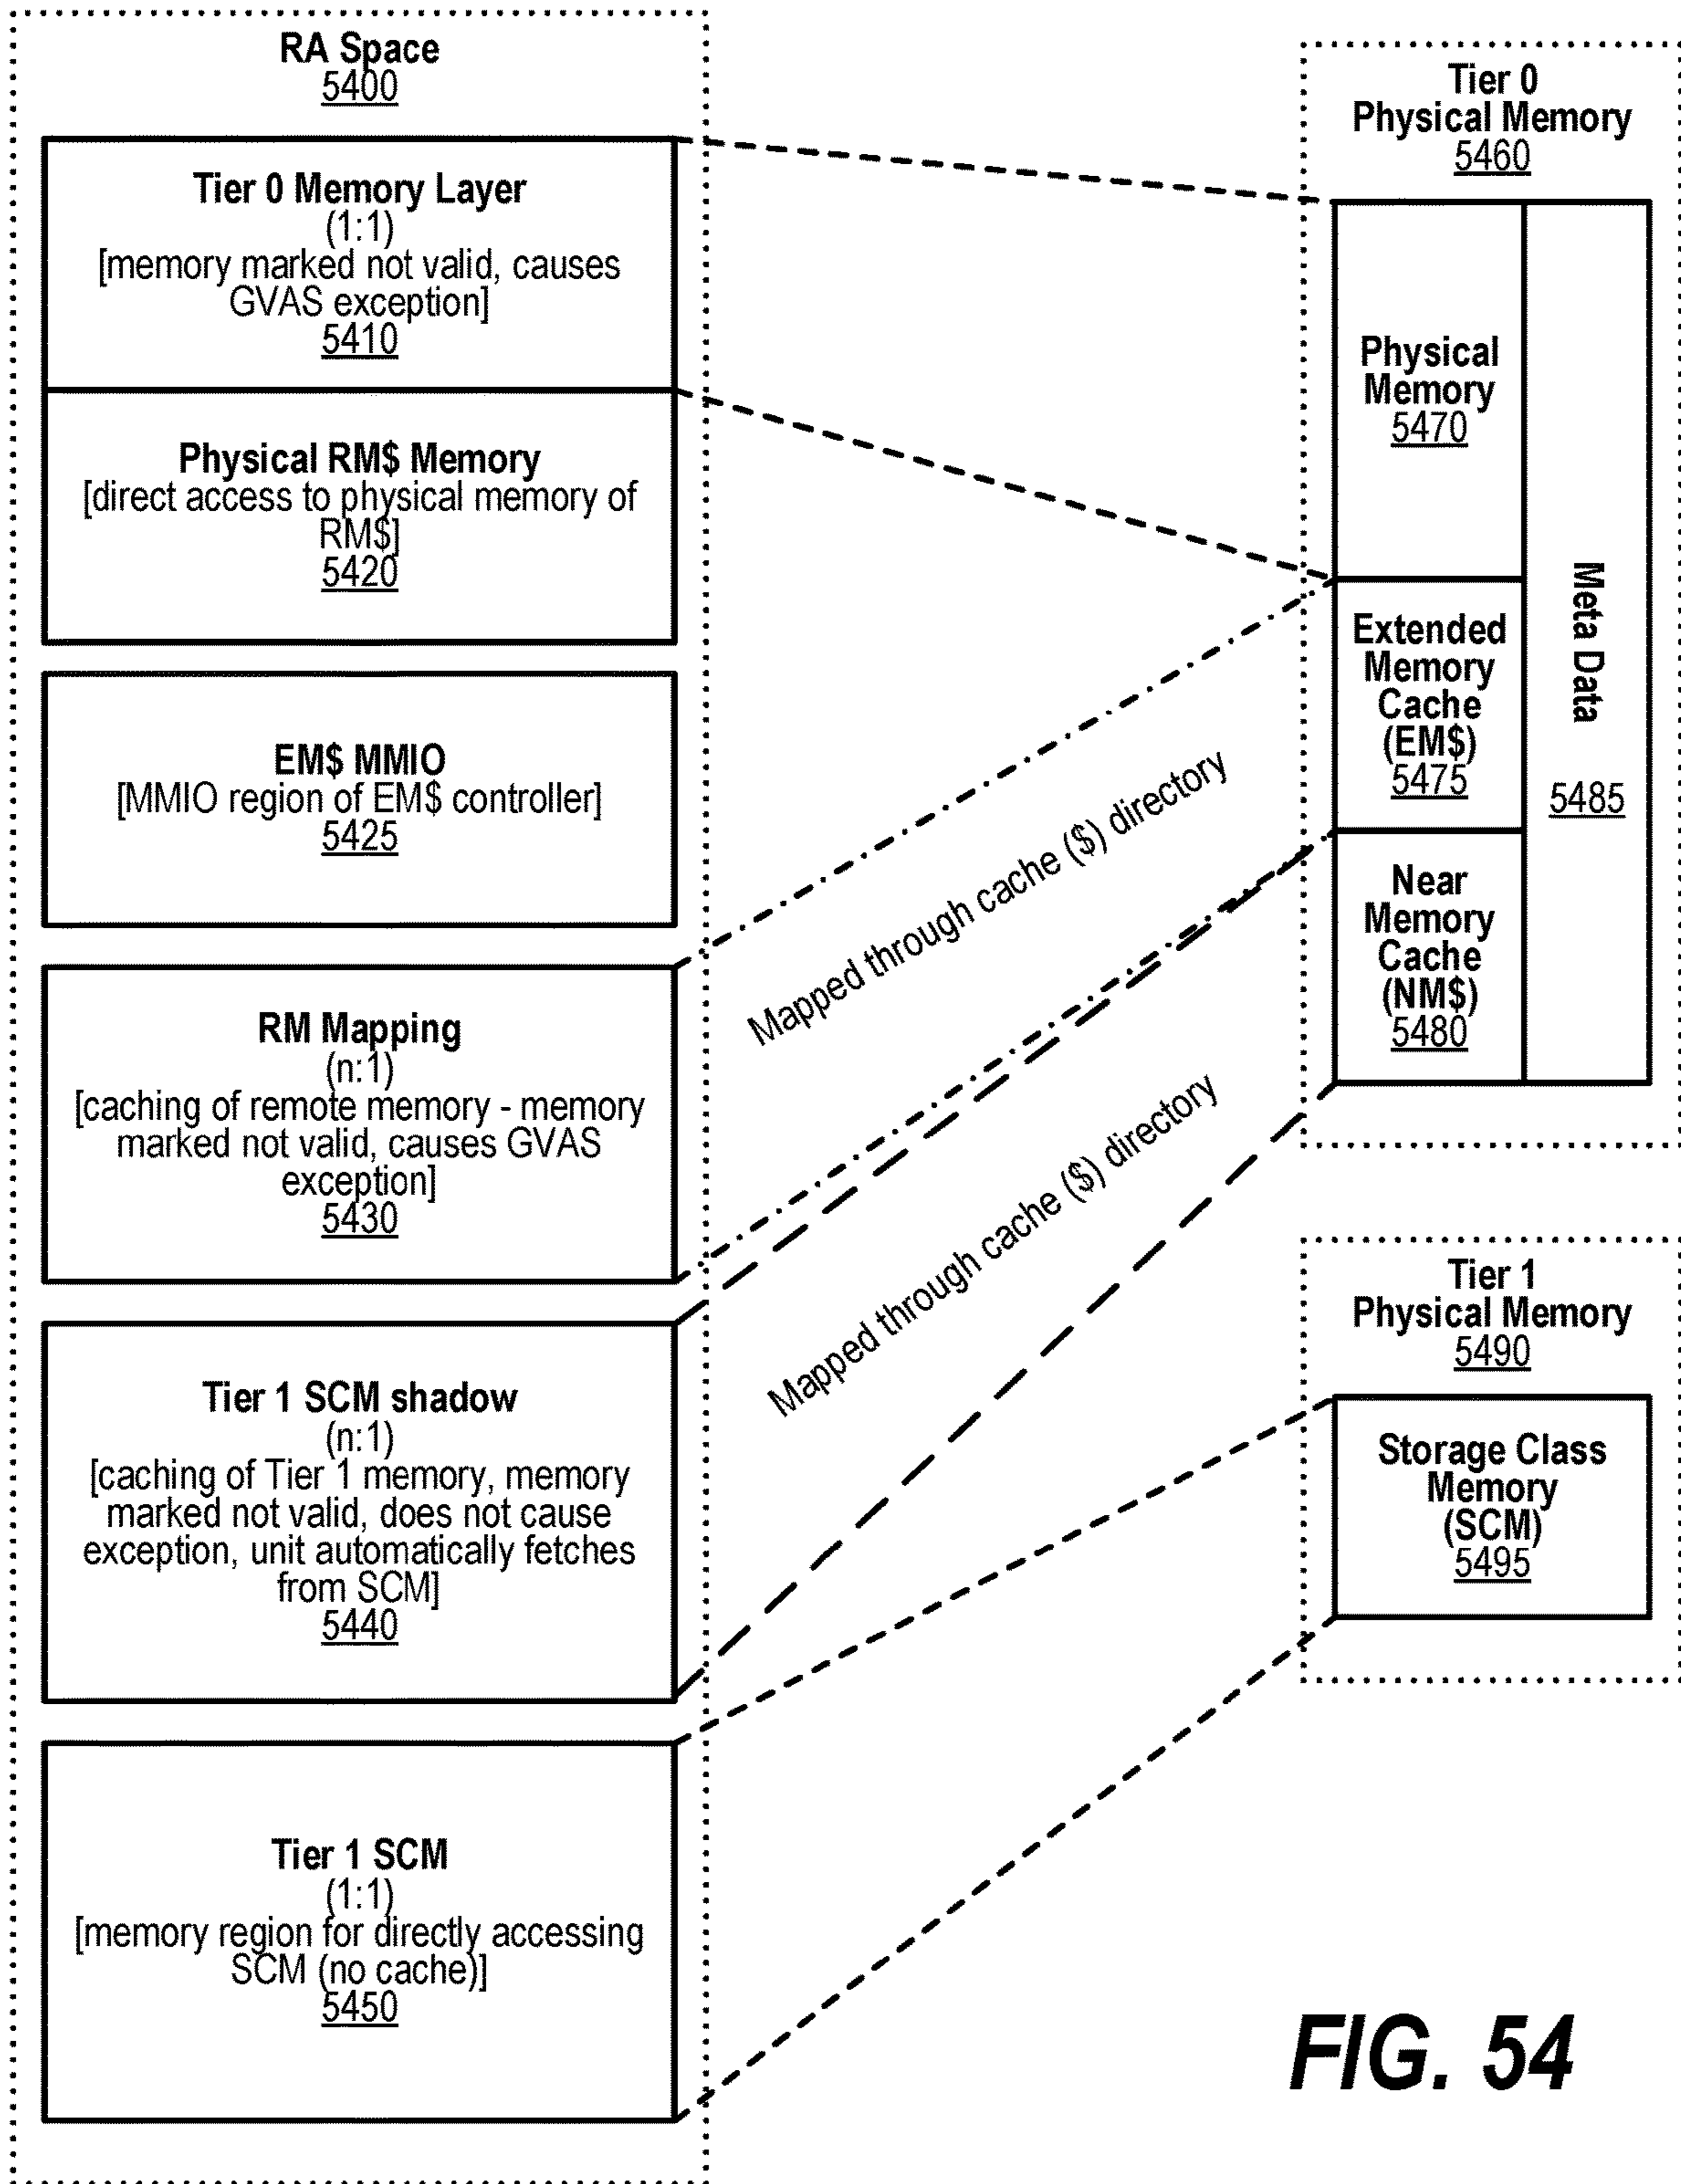 RA Space
5400
Tier 0 Memory Layer
(1:1)
[memory marked not valid, causes
GVAS exception]
5410
Physical RM$ Memory
[direct access to physical memory of
RM$]
5420
EM$ MMIO
[MMIO region of EM$ controller]
5425
RM Mapping
(n:1)
[caching of remote memory - memory
marked not valid, causes GVAS
exception]
5430
Tier 1 SCM shadow
(n:1)
[caching of Tier 1 memory, memory
marked not valid, does not cause
exception, unit automatically fetches
from SCM]
5440
Tier 1 SCM
(1:1)
[memory region for directly accessing
SCM (no cache)]
5450
Mapped through cache ($) directory
Mapped through cache ($) directory
Tier 0
Physical Memory
5460
Physical
Memory
5470
Extended
Memory
Cache
(EM$)
5475
Near
Memory
Cache
(NM$)
5480
Meta Data
5485
Tier 1
Physical Memory
5490
Storage Class
Memory
(SCM)
5495
FIG. 54